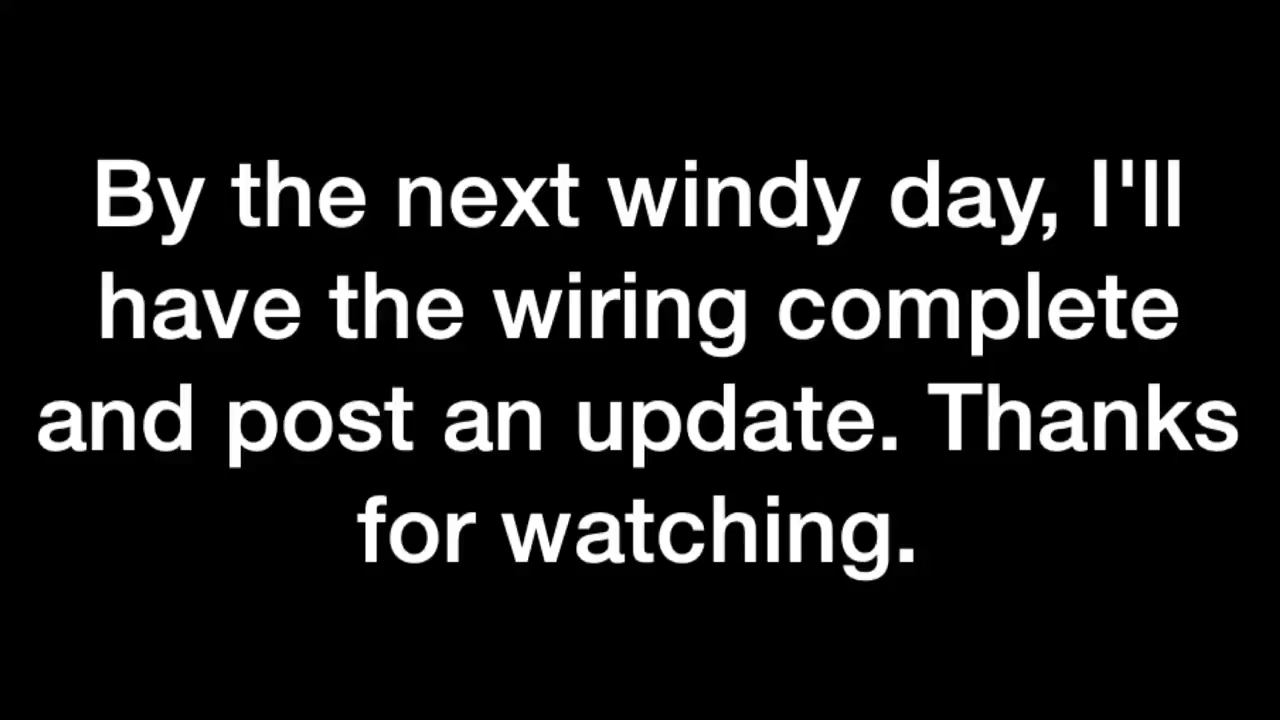 By the next windy day, I'll
have the wiring complete
and post an update. Thanks
for watching.